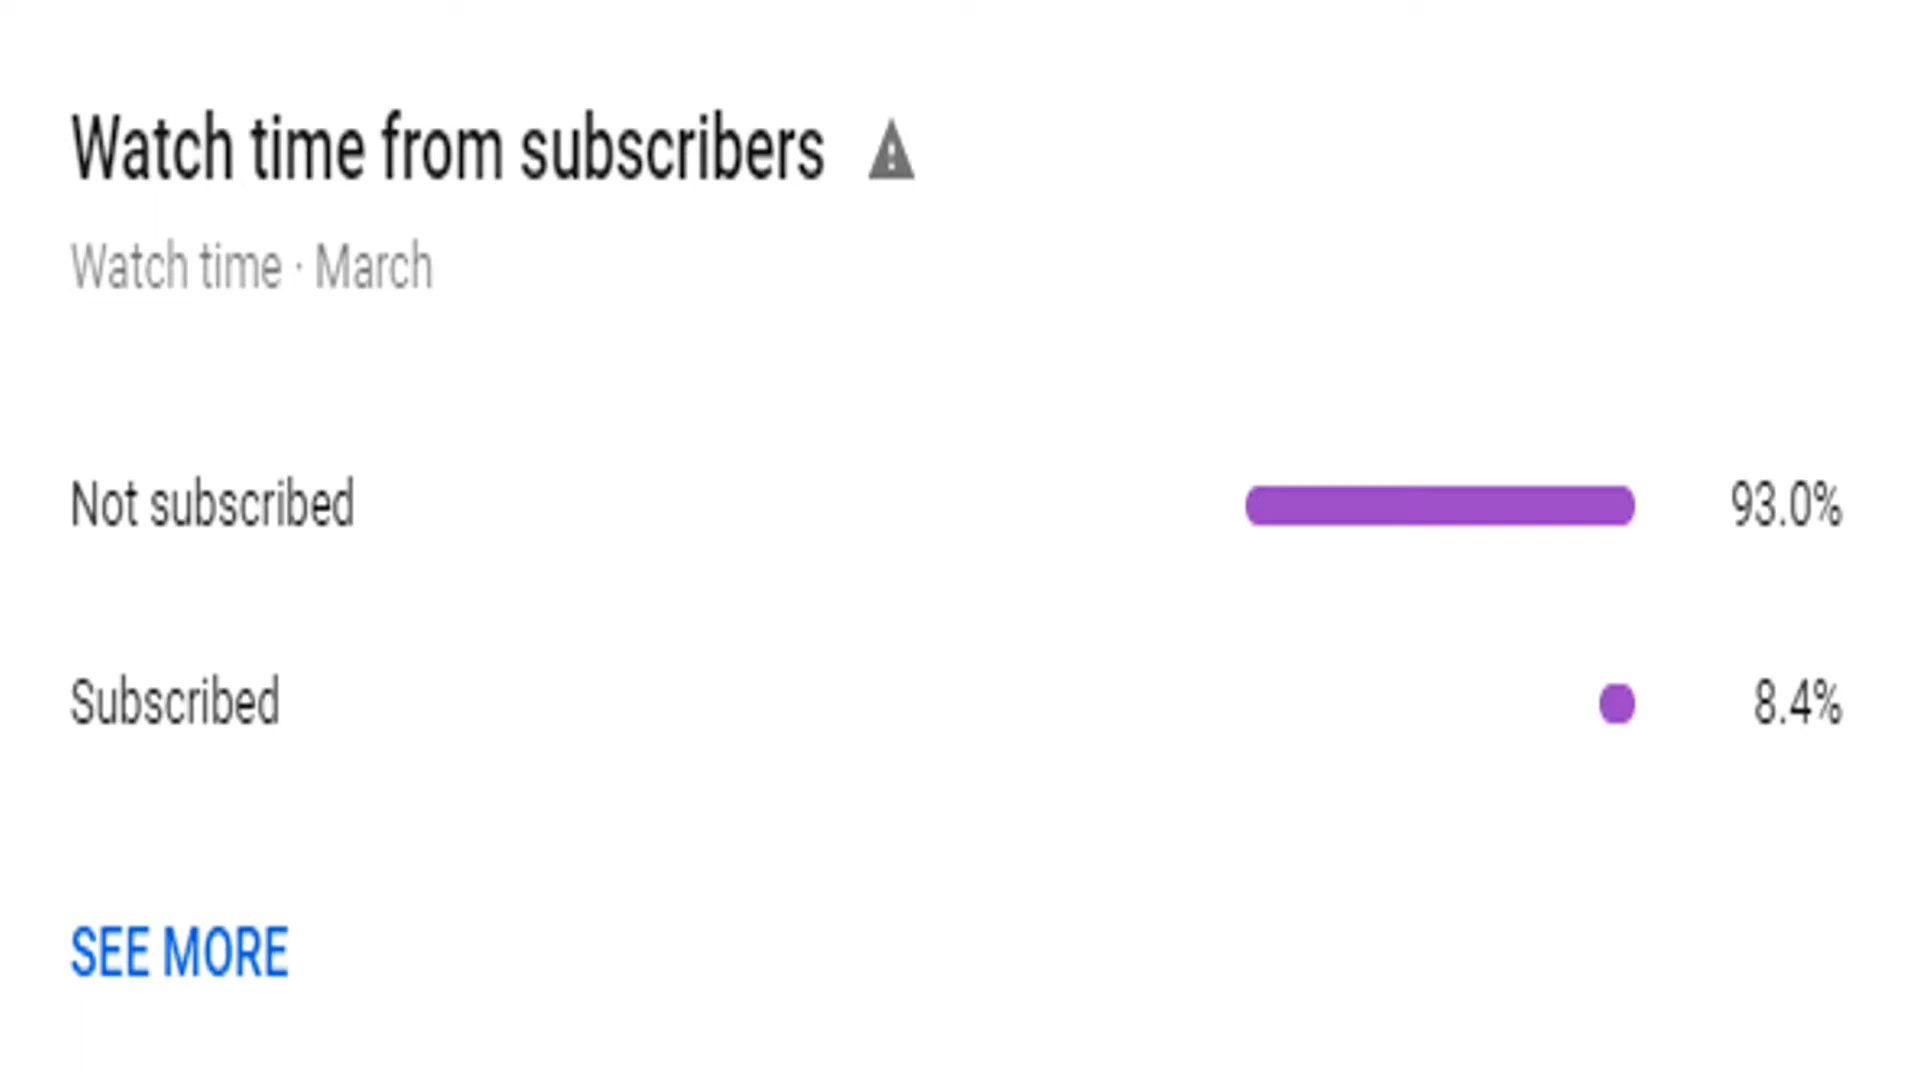 Watch time from subscribers
Watch time · March
Not subscribed 93.0%
Subscribed 8.4%
SEE MORE